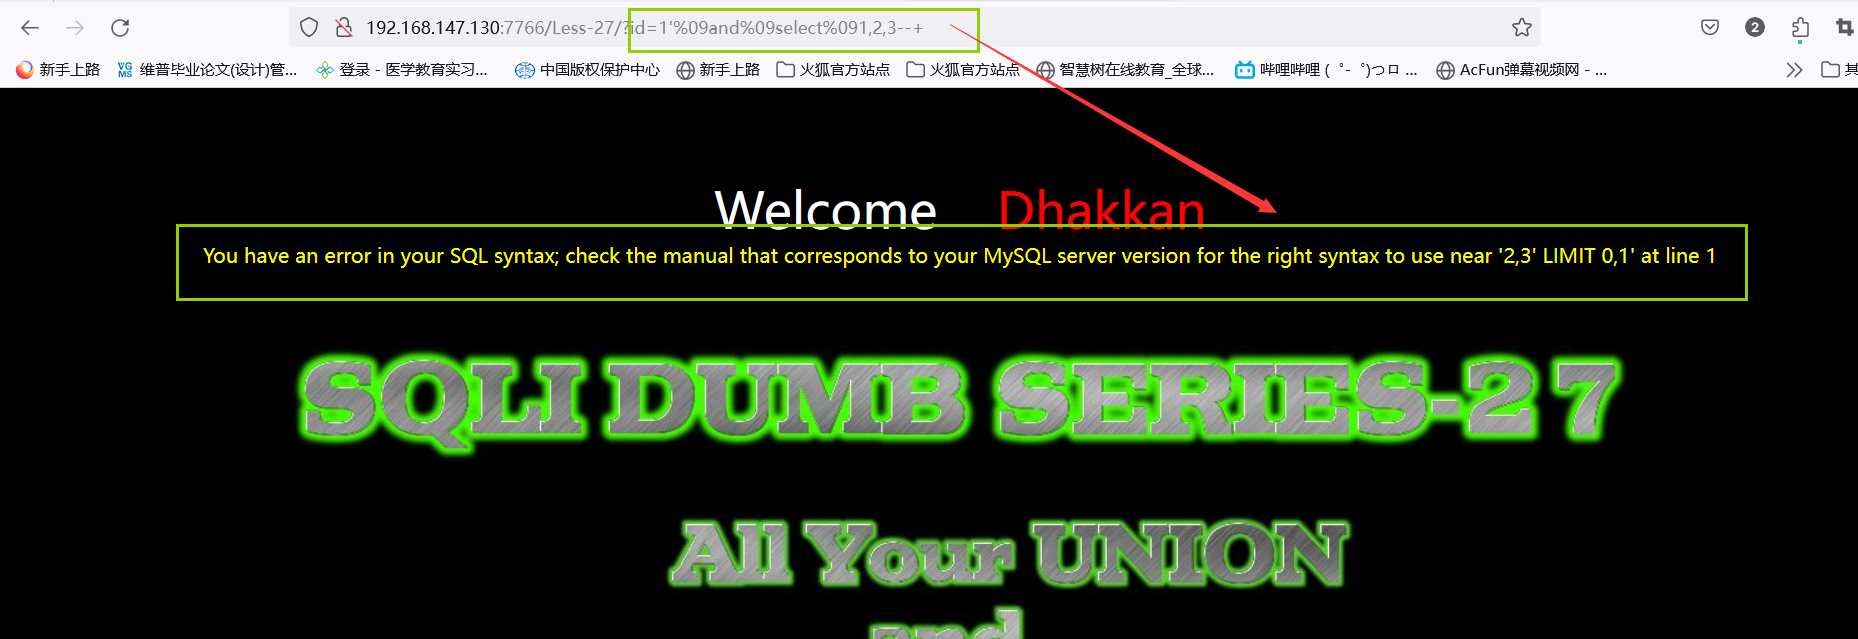 192.168.147.130:7766/Less-27/?id=1'%09and%09select%091,2,3--+
2
新手上路 维普毕业论文(设计)管... 登录 - 医学教育实习... 中国版权保护中心 新手上路 火狐官方站点 火狐官方站点 智慧树在线教育_全球... 哔哩哔哩 ( ゜- ゜)つロ ... AcFun弹幕视频网 - ... 其
Welcome Dhakkan
You have an error in your SQL syntax; check the manual that corresponds to your MySQL server version for the right syntax to use near '2,3' LIMIT 0,1' at line 1
SQLI DUMB SERIES-27
All Your UNION
and